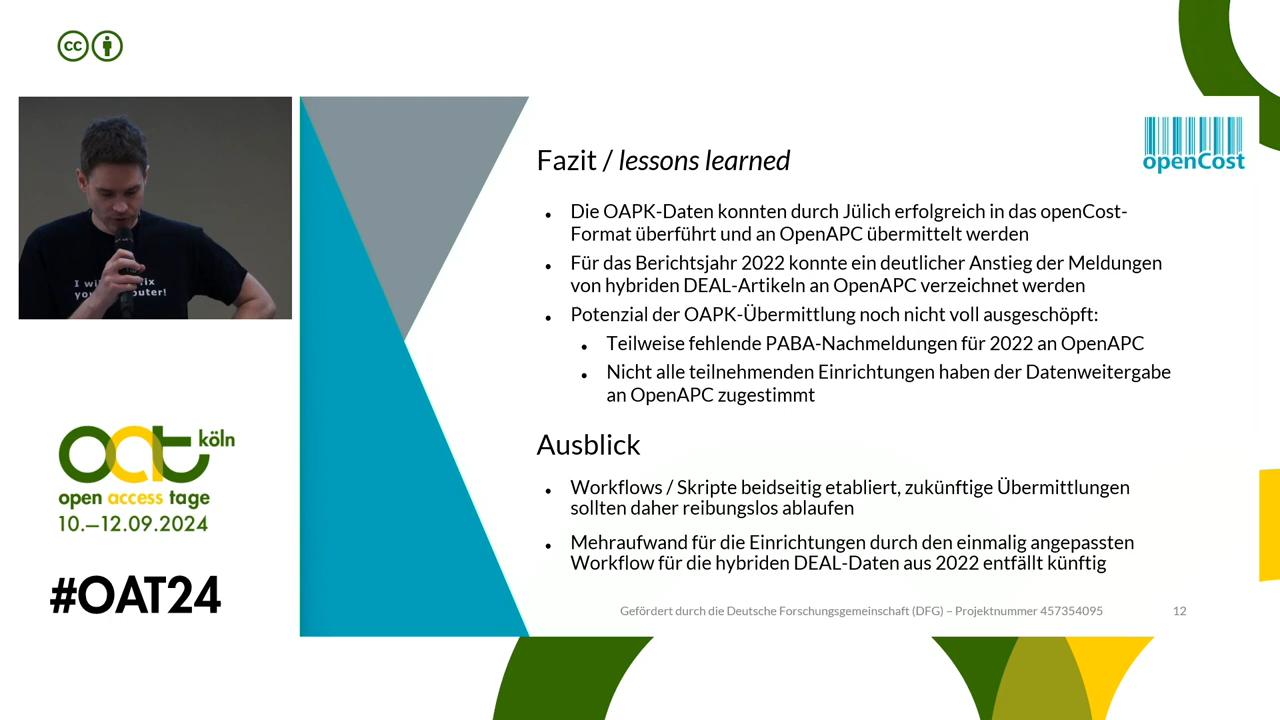 cc
openCost
Fazit / lessons learned
• Die OAPK-Daten konnten durch Jülich erfolgreich in das openCost-
Format überführt und an OpenAPC übermittelt werden
• Für das Berichtsjahr 2022 konnte ein deutlicher Anstieg der Meldungen
von hybriden DEAL-Artikeln an OpenAPC verzeichnet werden
• Potenzial der OAPK-Übermittlung noch nicht voll ausgeschöpft:
• Teilweise fehlende PABA-Nachmeldungen für 2022 an OpenAPC
• Nicht alle teilnehmenden Einrichtungen haben der Datenweitergabe
an OpenAPC zugestimmt
Ausblick
• Workflows / Skripte beidseitig etabliert, zukünftige Übermittlungen
sollten daher reibungslos ablaufen
• Mehraufwand für die Einrichtungen durch den einmalig angepassten
Workflow für die hybriden DEAL-Daten aus 2022 entfällt künftig
Gefördert durch die Deutsche Forschungsgemeinschaft (DFG) – Projektnummer 457354095
12
oat köln
open access tage
10.–12.09.2024
#OAT24